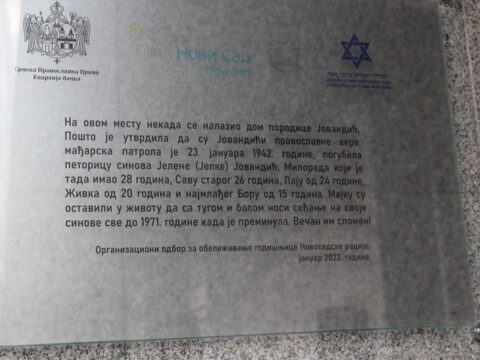 Српска Православна Црква
Епархија бачка
Град Нови Сад
Novi Sad
На овом месту некада се налазио дом породице Јовандић.
Пошто је утврдила да су Јовандићи православне вере,
мађарска патрола је 23. јануара 1942. године, погубила
петорицу синова Јелене (Јелке) Јовандић: Милорада који је
тада имао 28 година, Саву старог 26 година, Пају од 24 године,
Живка од 20 година и најмлађег Бору од 15 година. Мајку су
оставили у животу да са тугом и болом носи сећање на своје
синове све до 1971. године када је преминула. Вечан им спомен!
Организациони одбор за обележавање годишњице Новосадске рације,
јануар 2022. године.